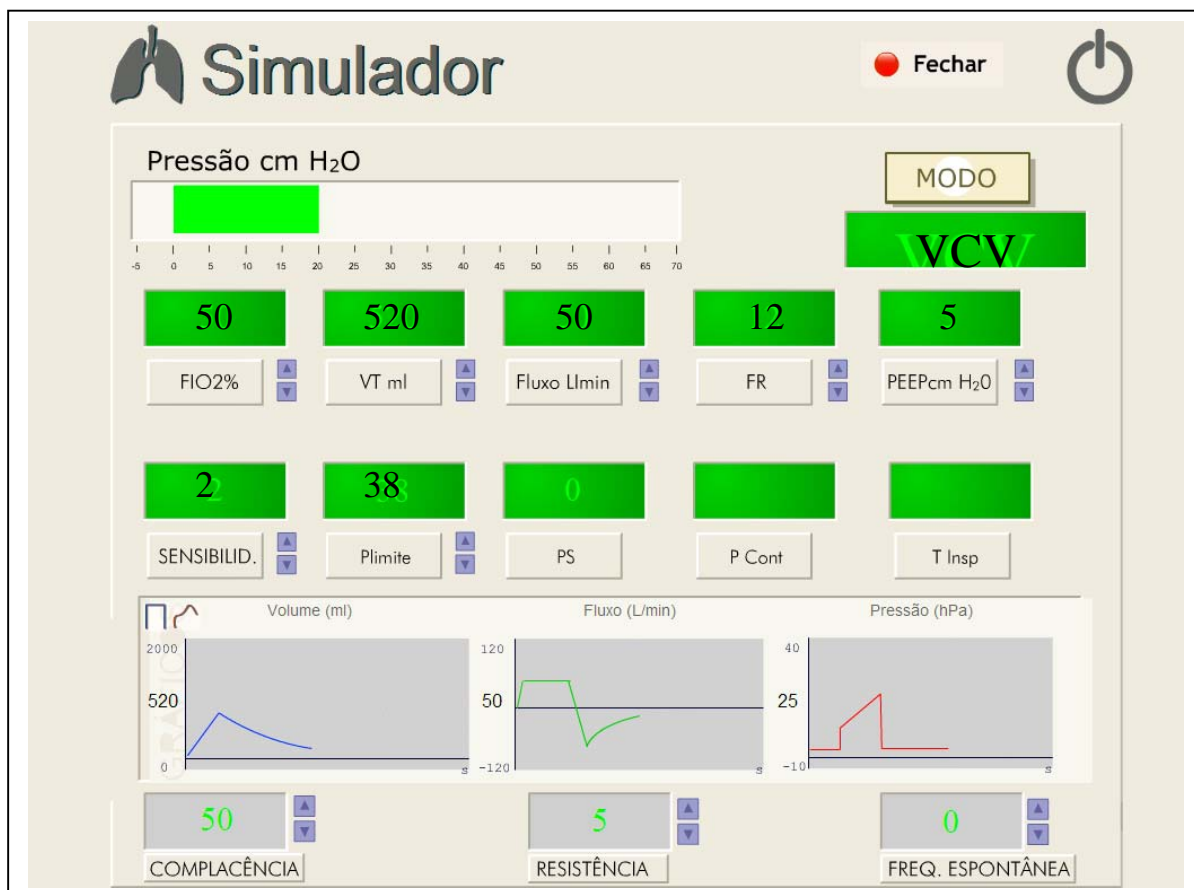 Simulador
Fechar
Pressão cm H₂O
MODO
VCV
-5 0 5 10 15 20 25 30 35 40 45 50 55 60 65 70
50 520 50 12 5
FIO2% VT ml Fluxo LImin FR PEEPcm H₂0
2 38 0
SENSIBILID. Plimite PS P Cont T Insp
GRÁFICO
Volume (ml) Fluxo (L/min) Pressão (hPa)
2000 120 40
520 50 25
0 s -120 s -10 s
50 5 0
COMPLACÊNCIA RESISTÊNCIA FREQ. ESPONTÂNEA